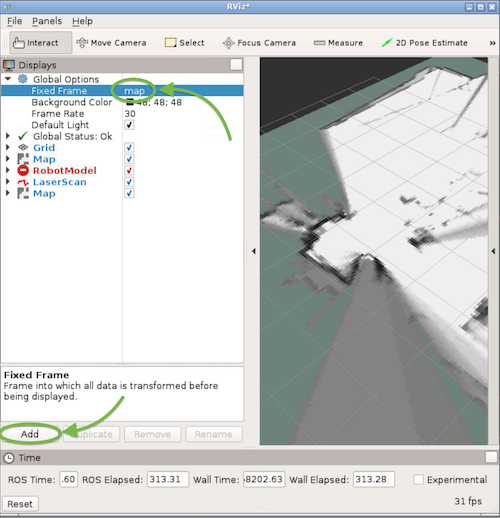 RViz*
File Panels Help
Interact Move Camera Select Focus Camera Measure 2D Pose Estimate »
Displays
Global Options
Fixed Frame map
Background Color 48; 48; 48
Frame Rate 30
Default Light
Global Status: Ok
Grid
Map
RobotModel
LaserScan
Map
Fixed Frame
Frame into which all data is transformed before
being displayed.
Add Duplicate Remove Rename
Time
ROS Time: .60 ROS Elapsed: 313.31 Wall Time: 8202.63 Wall Elapsed: 313.28 Experimental
Reset 31 fps